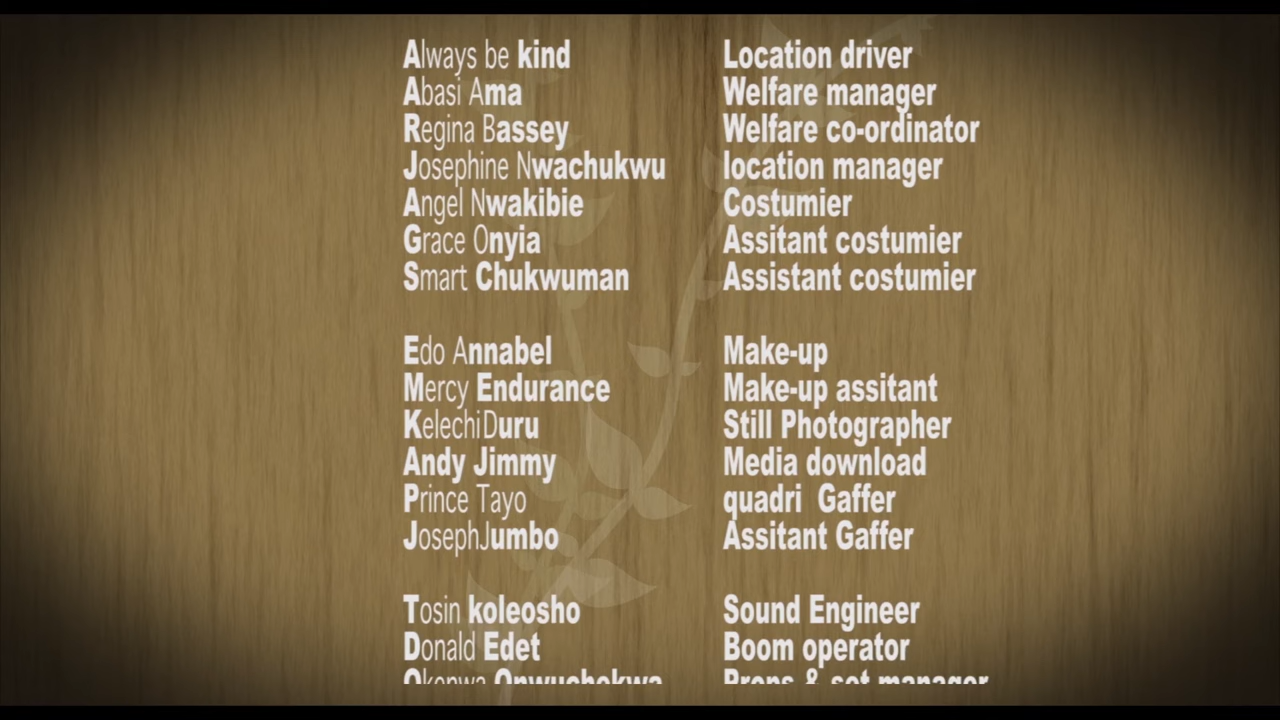 Always be kind Location driver
Abasi Ama Welfare manager
Regina Bassey Welfare co-ordinator
Josephine Nwachukwu location manager
Angel Nwakibie Costumier
Grace Onyia Assitant costumier
Smart Chukwuman Assistant costumier
Edo Annabel Make-up
Mercy Endurance Make-up assitant
KelechiDuru Still Photographer
Andy Jimmy Media download
Prince Tayo quadri Gaffer
JosephJumbo Assitant Gaffer
Tosin koleosho Sound Engineer
Donald Edet Boom operator
Props & set manager